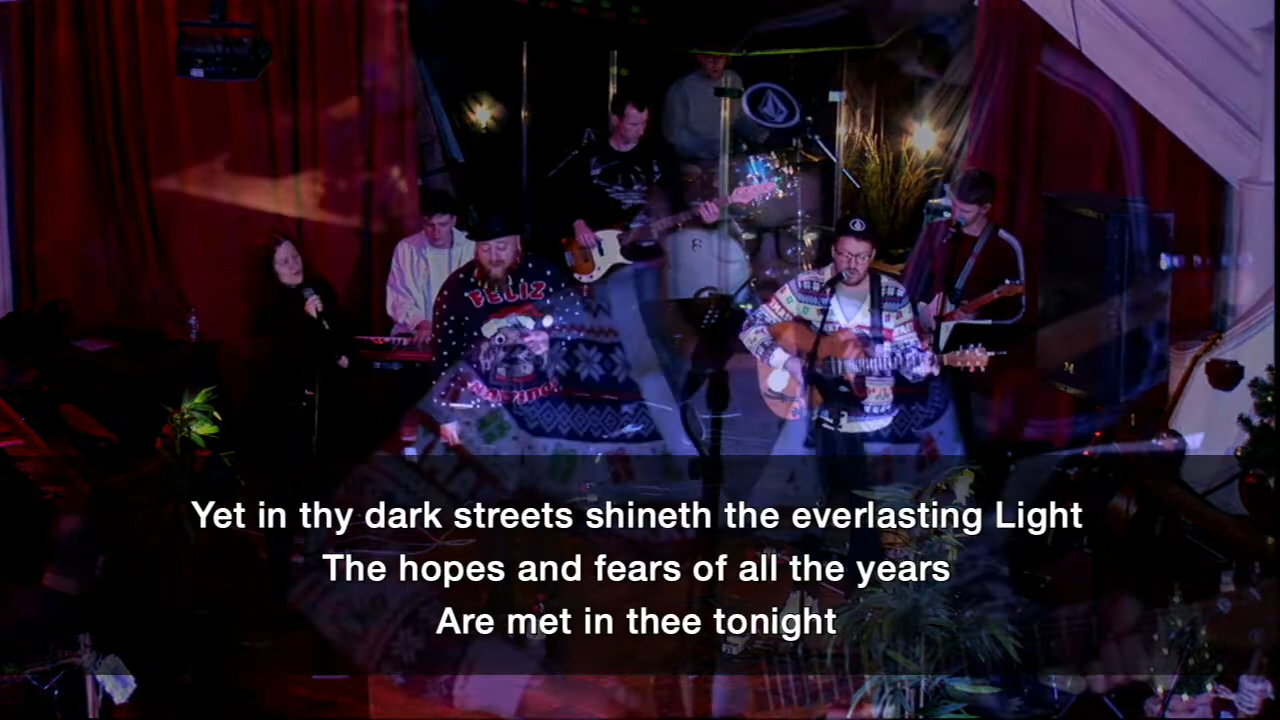 FELIZ
Yet in thy dark streets shineth the everlasting Light
The hopes and fears of all the years
Are met in thee tonight